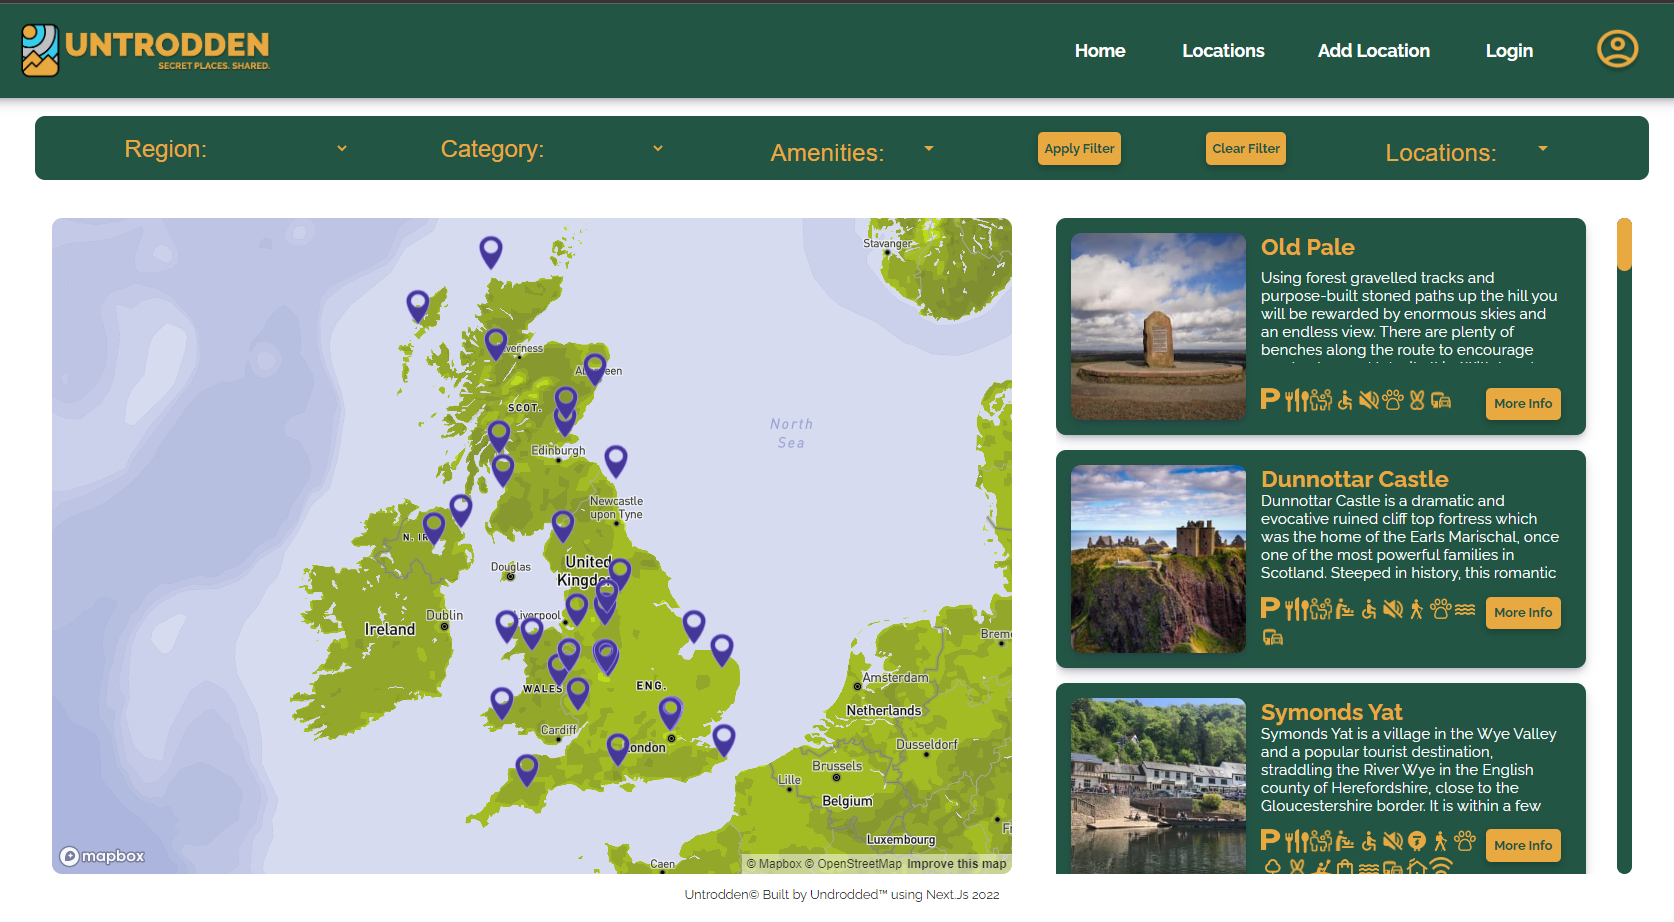 UNTRODDEN
SECRET PLACES. SHARED.
Home
Locations
Add Location
Login
Region:
Category:
Amenities:
Apply Filter
Clear Filter
Locations:
Stavanger
verness
Ab een
SCOT.
Edinburgh
North
Sea
Newcastle
upon Tyne
N. IR
Douglas
United
Kingdo
Dublin
Liverpool
Ireland
WALES
ENG.
Cardiff
London
Amsterdam
Netherlands
Breme
Dusseldorf
Brussels
Lille
Belgium
Luxembourg
Caen
Fr
mapbox
© Mapbox © OpenStreetMap Improve this map
Old Pale
Using forest gravelled tracks and
purpose-built stoned paths up the hill you
will be rewarded by enormous skies and
an endless view. There are plenty of
benches along the route to encourage
P
More Info
Dunnottar Castle
Dunnottar Castle is a dramatic and
evocative ruined cliff top fortress which
was the home of the Earls Marischal, once
one of the most powerful families in
Scotland. Steeped in history, this romantic
P
More Info
Symonds Yat
Symonds Yat is a village in the Wye Valley
and a popular tourist destination,
straddling the River Wye in the English
county of Herefordshire, close to the
Gloucestershire border. It is within a few
P
More Info
Untrodden© Built by Undrodded™ using Next.Js 2022